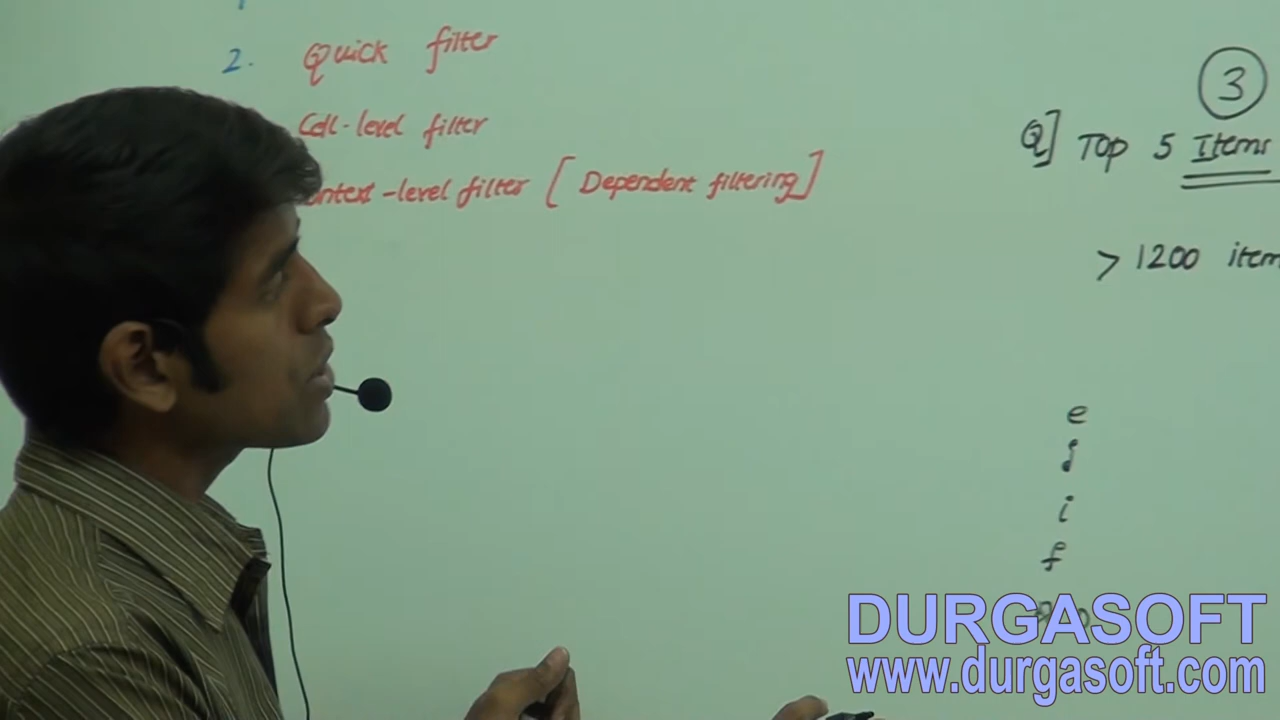 2. Quick filter
Cell-level filter
ontext-level filter [ Dependent filtering ]
3
Q] Top 5 Items
> 1200 item
e
j
i
f
DURGASOFT
www.durgasoft.com